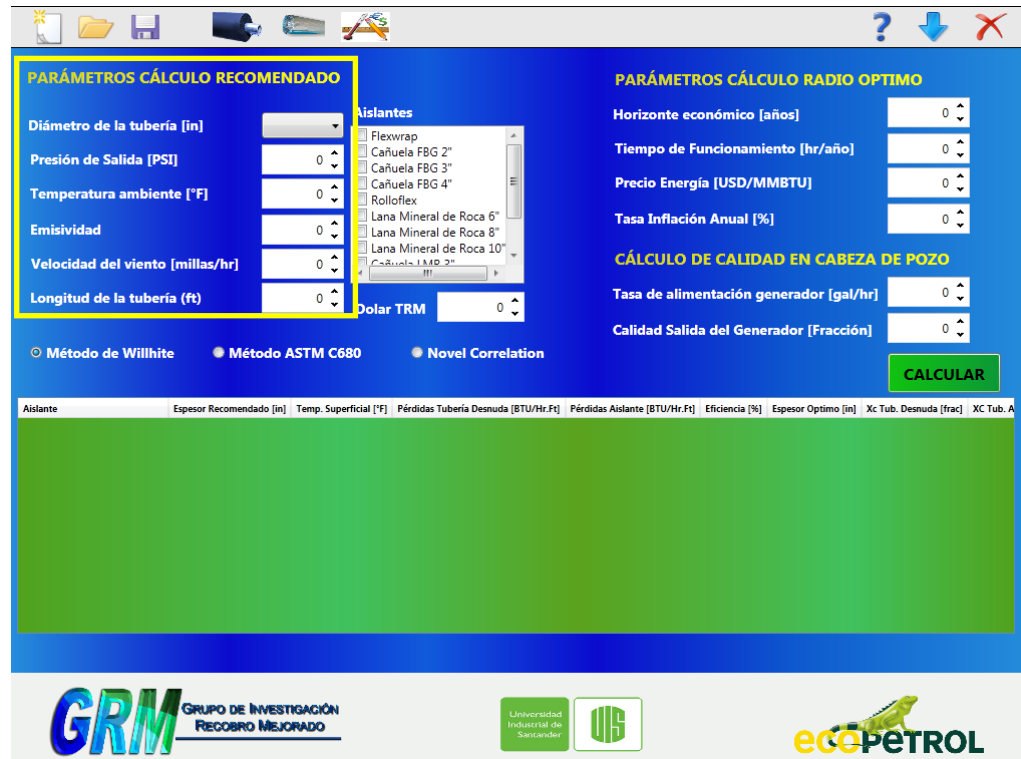 PARÁMETROS CÁLCULO RECOMENDADO
Diámetro de la tubería [in]
Presión de Salida [PSI]
0
Temperatura ambiente [°F]
0
Emisividad
0
Velocidad del viento [millas/hr]
0
Longitud de la tubería (ft)
0
Aislantes
Flexwrap
Cañuela FBG 2"
Cañuela FBG 3"
Cañuela FBG 4"
Rolloflex
Lana Mineral de Roca 6"
Lana Mineral de Roca 8"
Lana Mineral de Roca 10"
Cañuela LMR 2"
Dolar TRM 0
PARÁMETROS CÁLCULO RADIO OPTIMO
Horizonte económico [años] 0
Tiempo de Funcionamiento [hr/año] 0
Precio Energía [USD/MMBTU] 0
Tasa Inflación Anual [%] 0
CÁLCULO DE CALIDAD EN CABEZA DE POZO
Tasa de alimentación generador [gal/hr] 0
Calidad Salida del Generador [Fracción] 0
Método de Willhite Método ASTM C680 Novel Correlation
CALCULAR
Aislante Espesor Recomendado [in] Temp. Superficial [°F] Pérdidas Tubería Desnuda [BTU/Hr.Ft] Pérdidas Aislante [BTU/Hr.Ft] Eficiencia [%] Espesor Optimo [in] Xc Tub. Desnuda [frac] XC Tub. A
GRM
GRUPO DE INVESTIGACIÓN
RECOBRO MEJORADO
Universidad
Industrial de
Santander
UIS
ecoPETROL